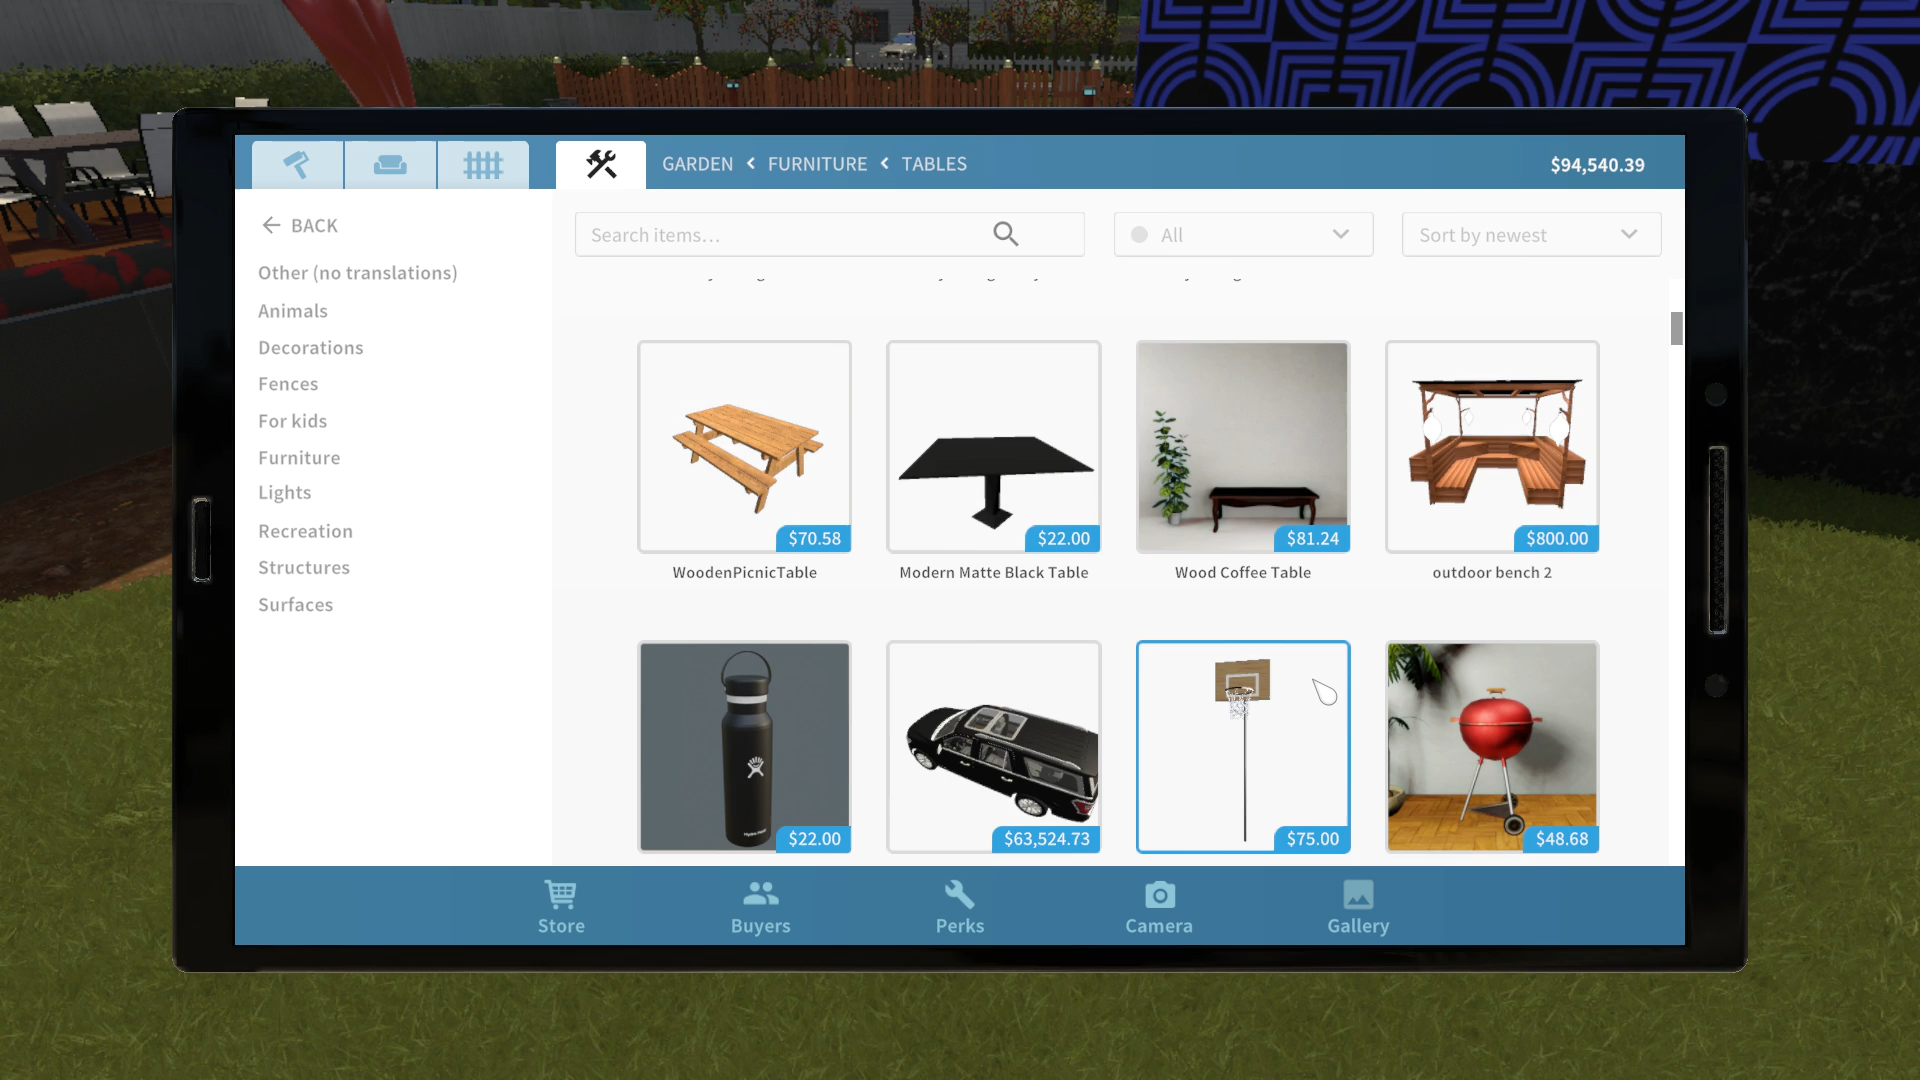 GARDEN < FURNITURE < TABLES
$94,540.39
BACK
Search items...
All
Sort by newest
Other (no translations)
Animals
Decorations
Fences
For kids
Furniture
Lights
Recreation
Structures
Surfaces
$70.58
$22.00
$81.24
$800.00
WoodenPicnicTable
Modern Matte Black Table
Wood Coffee Table
outdoor bench 2
$22.00
$63,524.73
$75.00
$48.68
Store
Buyers
Perks
Camera
Gallery